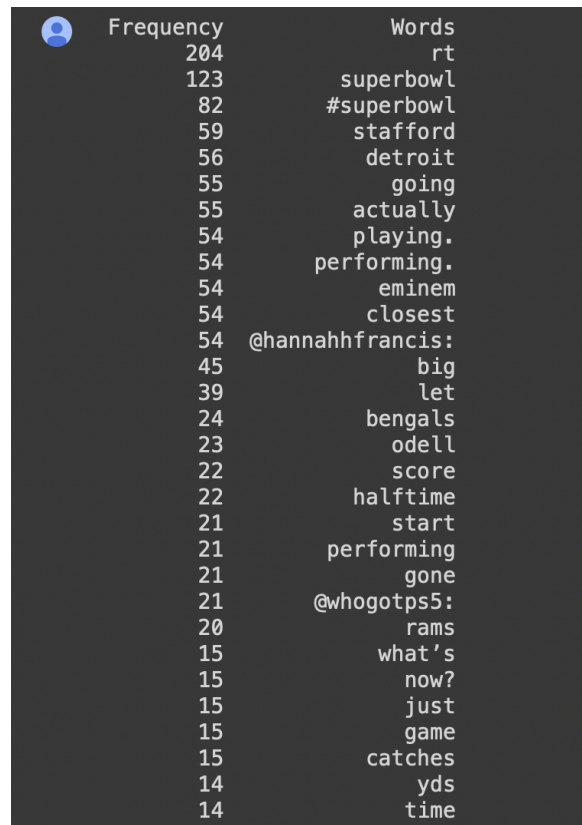 Frequency Words
204 rt
123 superbowl
82 #superbowl
59 stafford
56 detroit
55 going
55 actually
54 playing.
54 performing.
54 eminem
54 closest
54 @hannahhfrancis:
45 big
39 let
24 bengals
23 odell
22 score
22 halftime
21 start
21 performing
21 gone
21 @whogotps5:
20 rams
15 what’s
15 now?
15 just
15 game
15 catches
14 yds
14 time